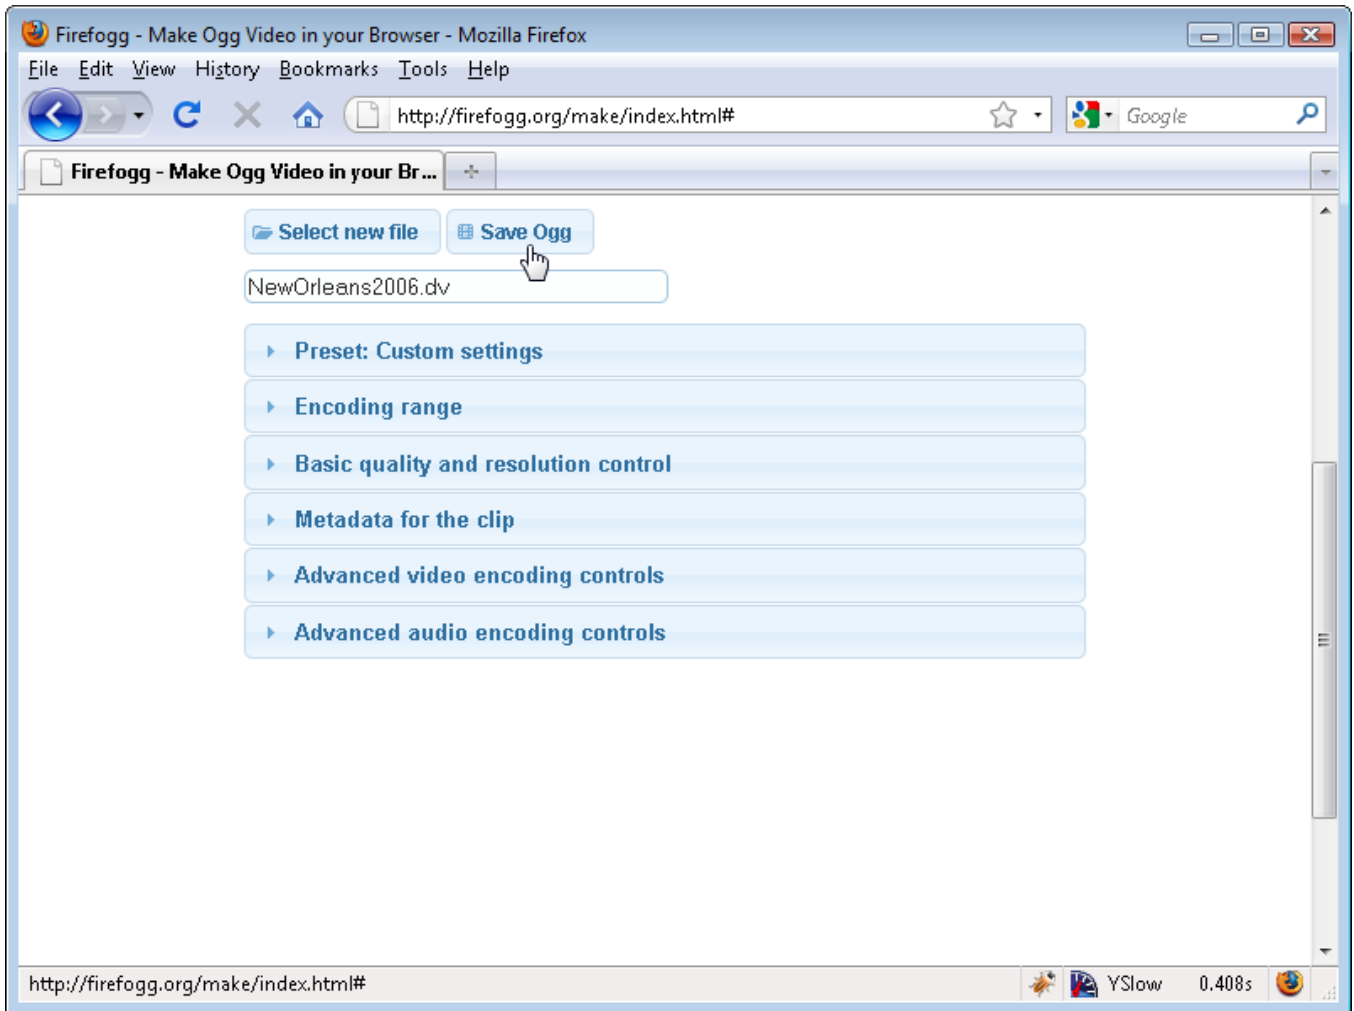 Firefogg - Make Ogg Video in your Browser - Mozilla Firefox
File Edit View History Bookmarks Tools Help
http://firefogg.org/make/index.html# Google
Firefogg - Make Ogg Video in your Br...
Select new file Save Ogg
NewOrleans2006.dv
Preset: Custom settings
Encoding range
Basic quality and resolution control
Metadata for the clip
Advanced video encoding controls
Advanced audio encoding controls
http://firefogg.org/make/index.html# YSlow 0.408s